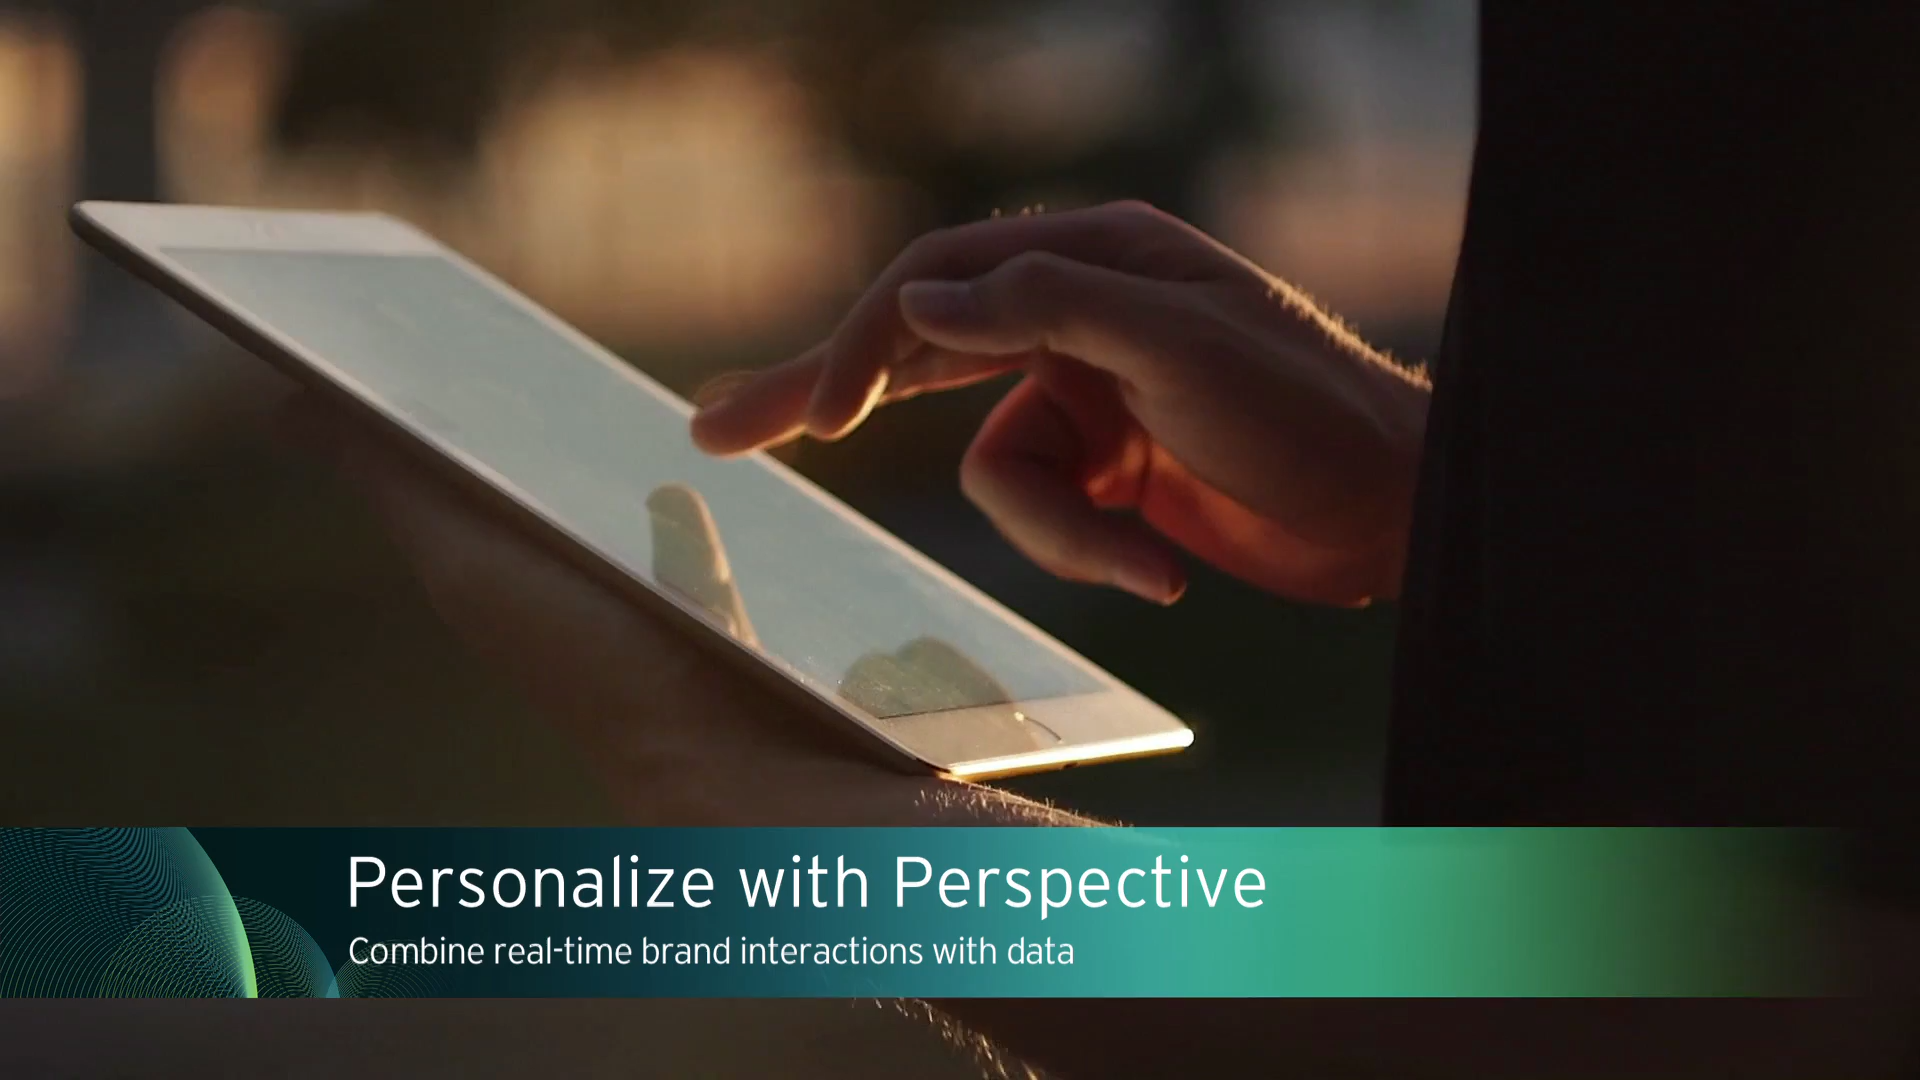 Personalize with Perspective
Combine real-time brand interactions with data